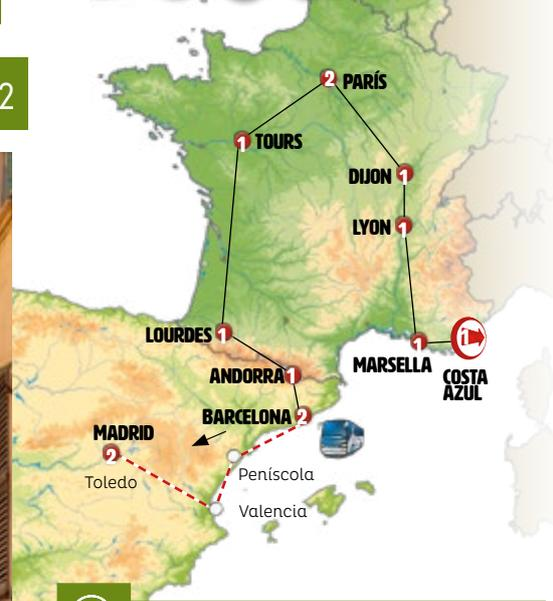 2
2 PARÍS
1 TOURS
DIJON 1
LYON 1
LOURDES 1
1
MARSELLA
i
COSTA
AZUL
ANDORRA 1
BARCELONA 2
MADRID
2
Toledo
Peníscola
Valencia